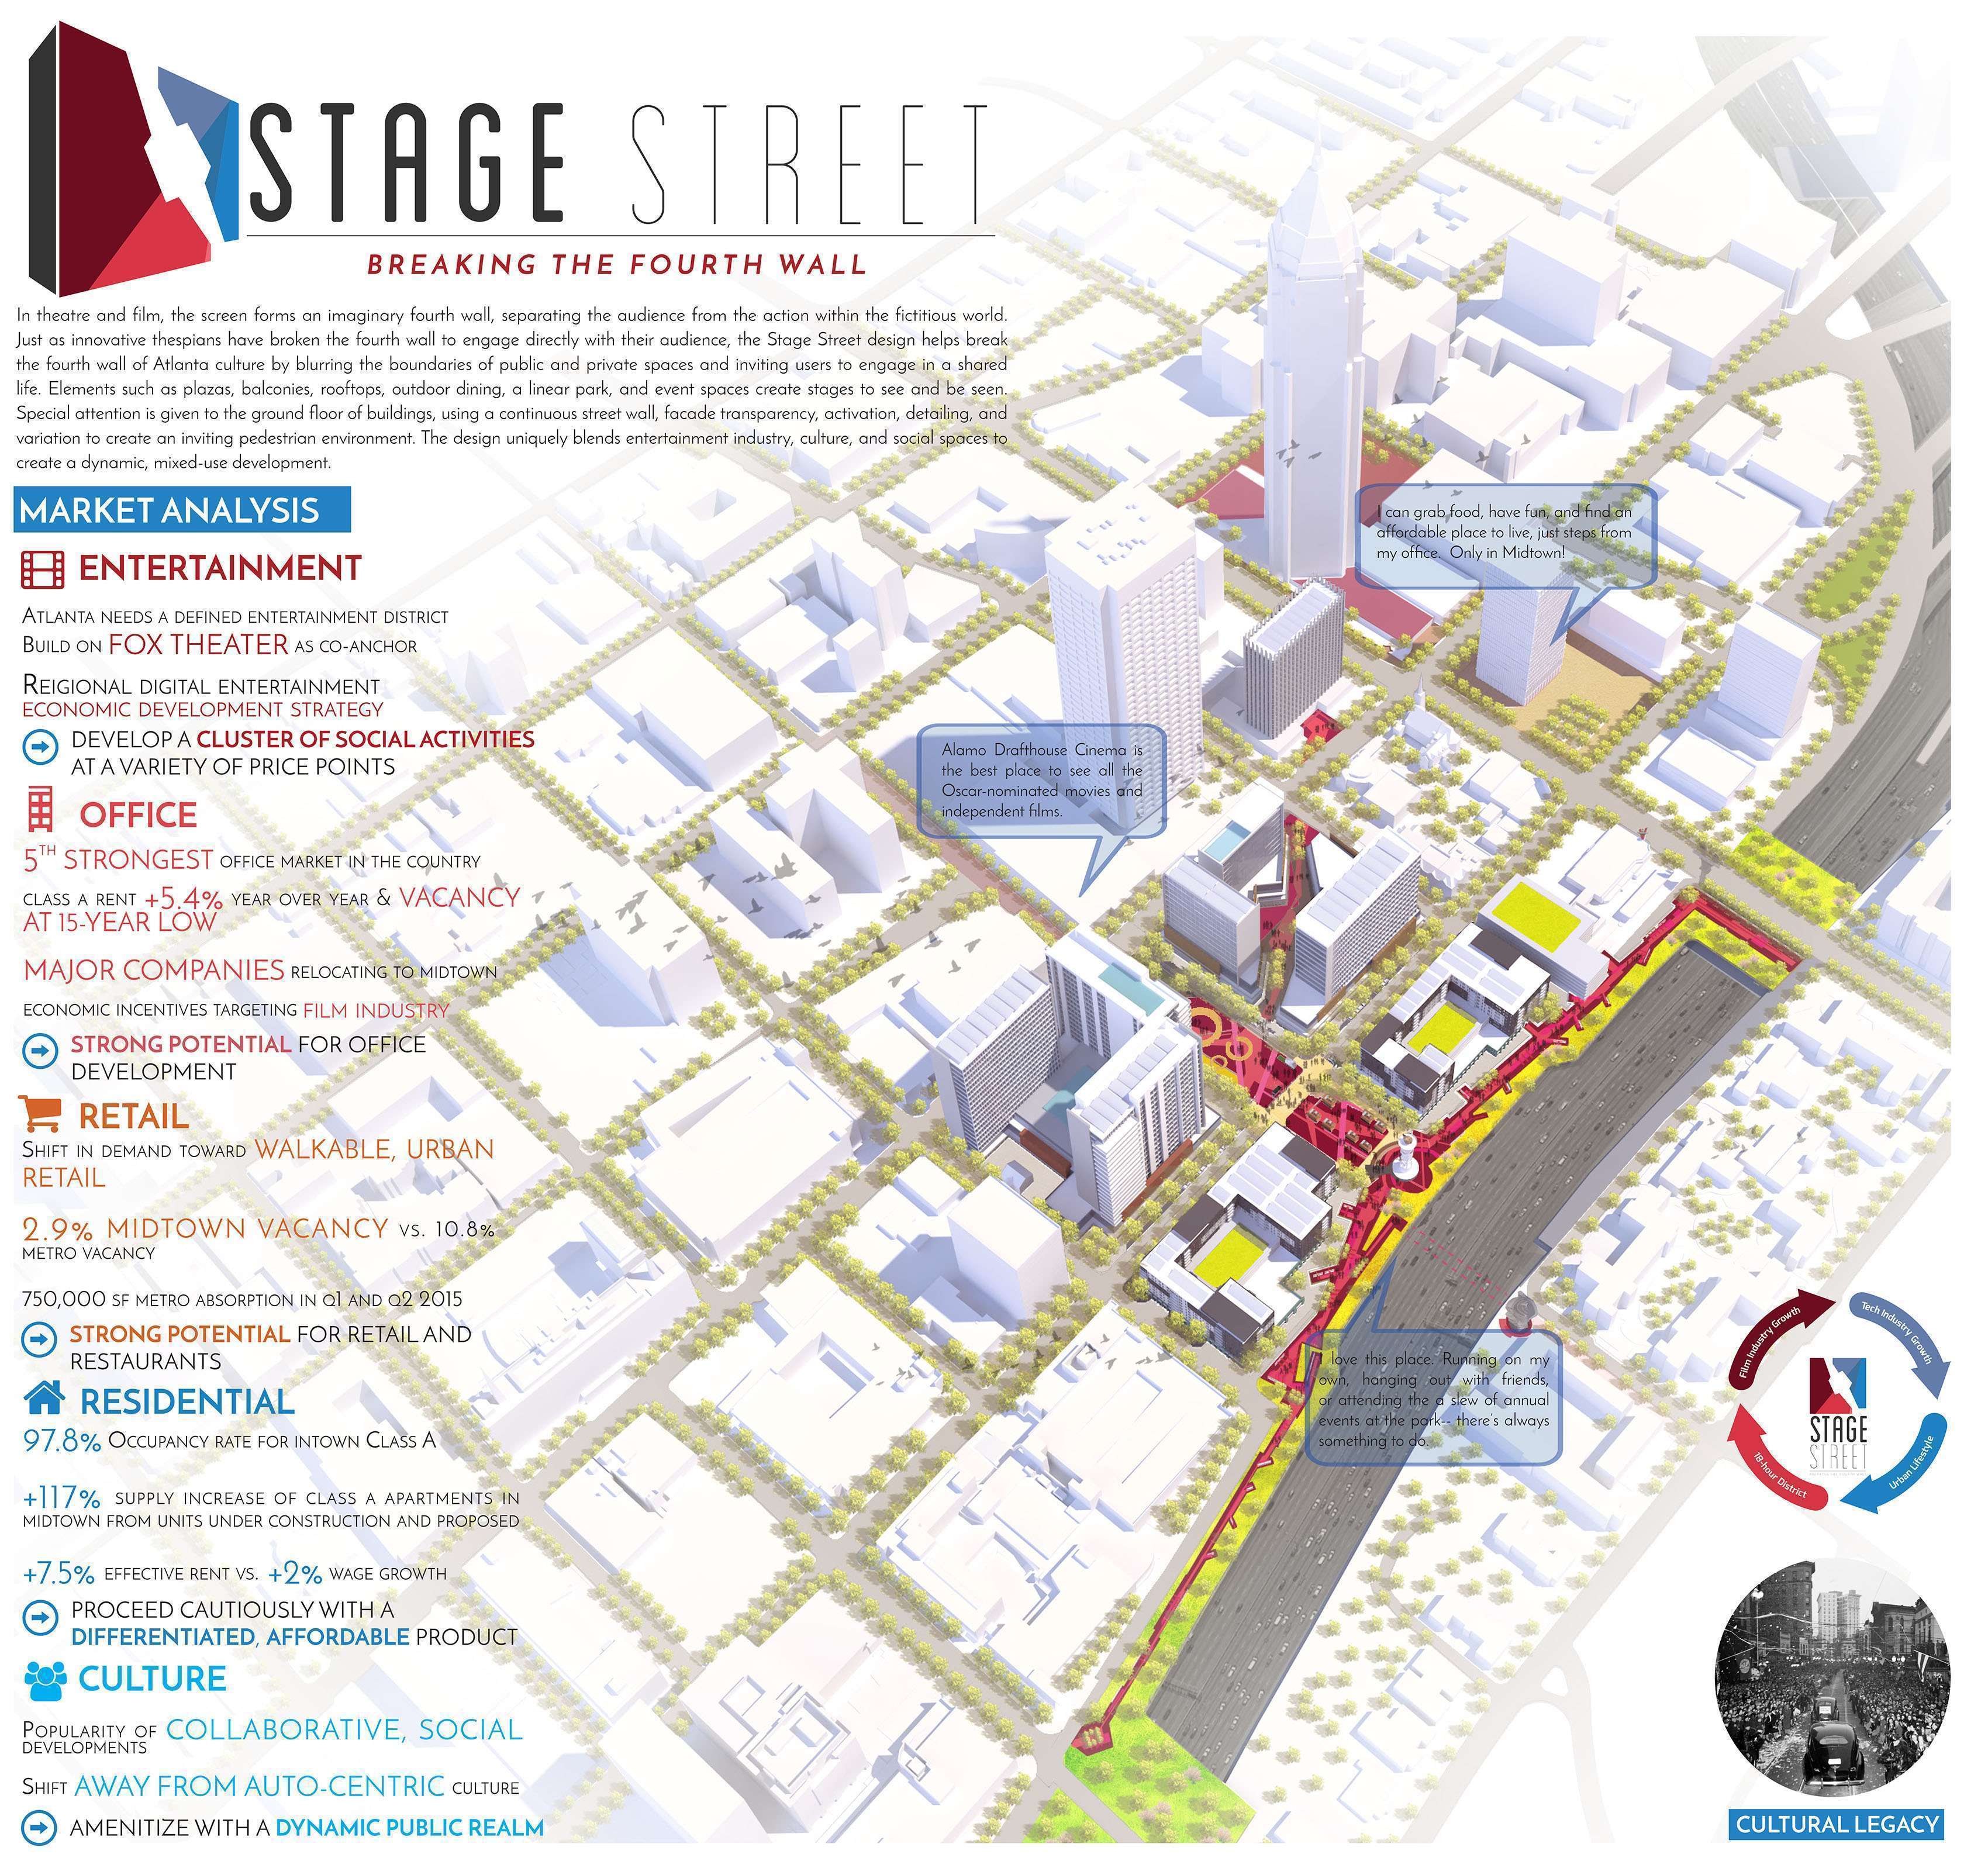 STAGE STREET
BREAKING THE FOURTH WALL
In theatre and film, the screen forms an imaginary fourth wall, separating the audience from the action within the fictitious world.
Just as innovative thespians have broken the fourth wall to engage directly with their audience, the Stage Street design helps break
the fourth wall of Atlanta culture by blurring the boundaries of public and private spaces and inviting users to engage in a shared
life. Elements such as plazas, balconies, rooftops, outdoor dining, a linear park, and event spaces create stages to see and be seen.
Special attention is given to the ground floor of buildings, using a continuous street wall, facade transparency, activation, detailing, and
variation to create an inviting pedestrian environment. The design uniquely blends entertainment industry, culture, and social spaces to
create a dynamic, mixed-use development.
MARKET ANALYSIS
ENTERTAINMENT
ATLANTA NEEDS A DEFINED ENTERTAINMENT DISTRICT
BUILD ON FOX THEATER AS CO-ANCHOR
REIGIONAL DIGITAL ENTERTAINMENT
ECONOMIC DEVELOPMENT STRATEGY
DEVELOP A CLUSTER OF SOCIAL ACTIVITIES
AT A VARIETY OF PRICE POINTS
OFFICE
5TH STRONGEST OFFICE MARKET IN THE COUNTRY
CLASS A RENT +5.4% YEAR OVER YEAR & VACANCY
AT 15-YEAR LOW
MAJOR COMPANIES RELOCATING TO MIDTOWN
ECONOMIC INCENTIVES TARGETING FILM INDUSTRY
STRONG POTENTIAL FOR OFFICE
DEVELOPMENT
RETAIL
SHIFT IN DEMAND TOWARD WALKABLE, URBAN
RETAIL
2.9% MIDTOWN VACANCY VS. 10.8%
METRO VACANCY
750,000 SF METRO ABSORPTION IN Q1 AND Q2 2015
STRONG POTENTIAL FOR RETAIL AND
RESTAURANTS
RESIDENTIAL
97.8% OCCUPANCY RATE FOR INTOWN CLASS A
+117% SUPPLY INCREASE OF CLASS A APARTMENTS IN
MIDTOWN FROM UNITS UNDER CONSTRUCTION AND PROPOSED
+7.5% EFFECTIVE RENT VS. +2% WAGE GROWTH
PROCEED CAUTIOUSLY WITH A
DIFFERENTIATED, AFFORDABLE PRODUCT
CULTURE
POPULARITY OF COLLABORATIVE, SOCIAL
DEVELOPMENTS
SHIFT AWAY FROM AUTO-CENTRIC CULTURE
AMENITIZE WITH A DYNAMIC PUBLIC REALM
I can grab food, have fun, and find an
affordable place to live, just steps from
my office. Only in Midtown!
Alamo Drafthouse Cinema is
the best place to see all the
Oscar-nominated movies and
independent films.
I love this place. Running on my
own, hanging out with friends,
or attending the a slew of annual
events at the park-- there's always
something to do.
Film Industry Growth
Tech Industry Growth
Urban Lifestyle
18-hour District
STAGE
STREET
CULTURAL LEGACY